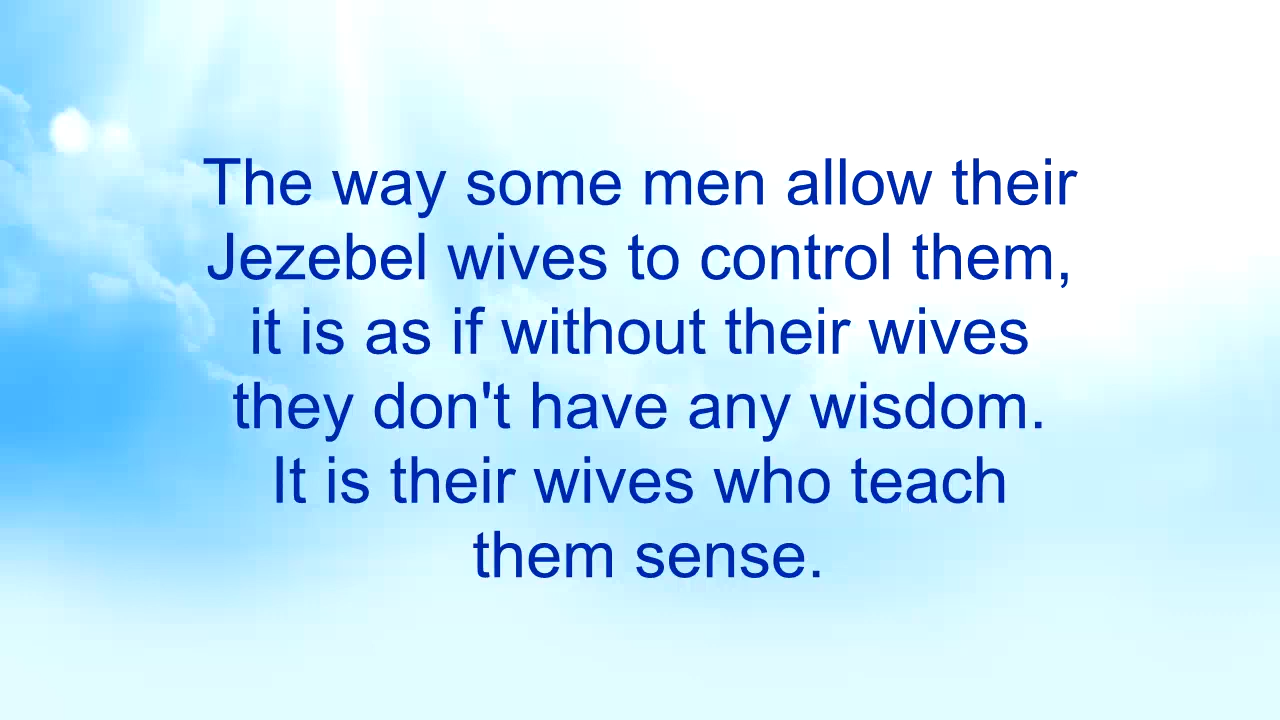 The way some men allow their
Jezebel wives to control them,
it is as if without their wives
they don't have any wisdom.
It is their wives who teach
them sense.